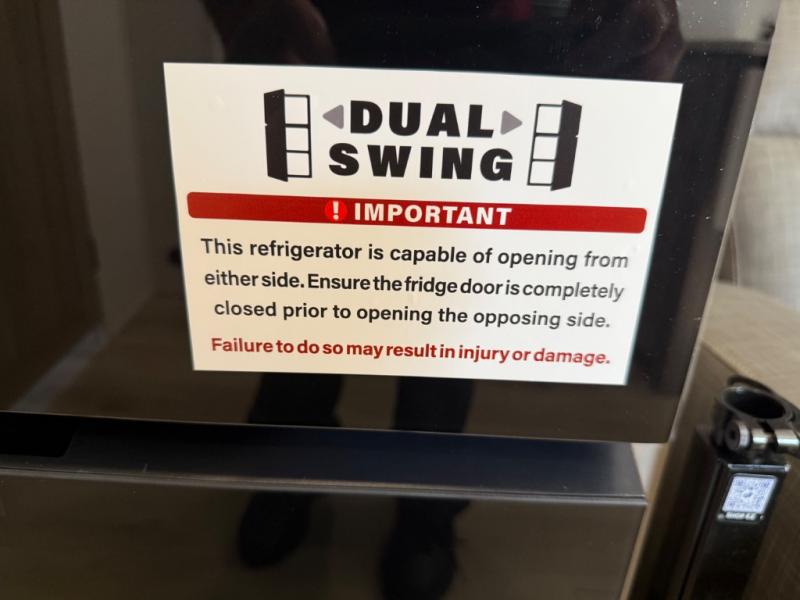 DUAL
SWING
! IMPORTANT
This refrigerator is capable of opening from
either side. Ensure the fridge door is completely
closed prior to opening the opposing side.
Failure to do so may result in injury or damage.